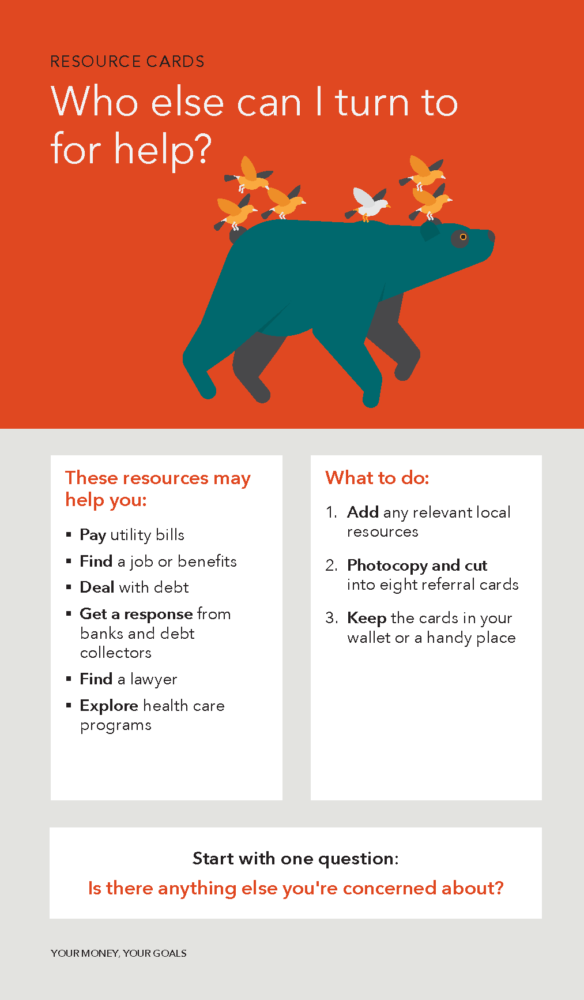 RESOURCE CARDS
Who else can I turn to
for help?
These resources may
help you:
▪ Pay utility bills
▪ Find a job or benefits
▪ Deal with debt
▪ Get a response from
banks and debt
collectors
▪ Find a lawyer
▪ Explore health care
programs
What to do:
1. Add any relevant local
resources
2. Photocopy and cut
into eight referral cards
3. Keep the cards in your
wallet or a handy place
Start with one question:
Is there anything else you're concerned about?
YOUR MONEY, YOUR GOALS